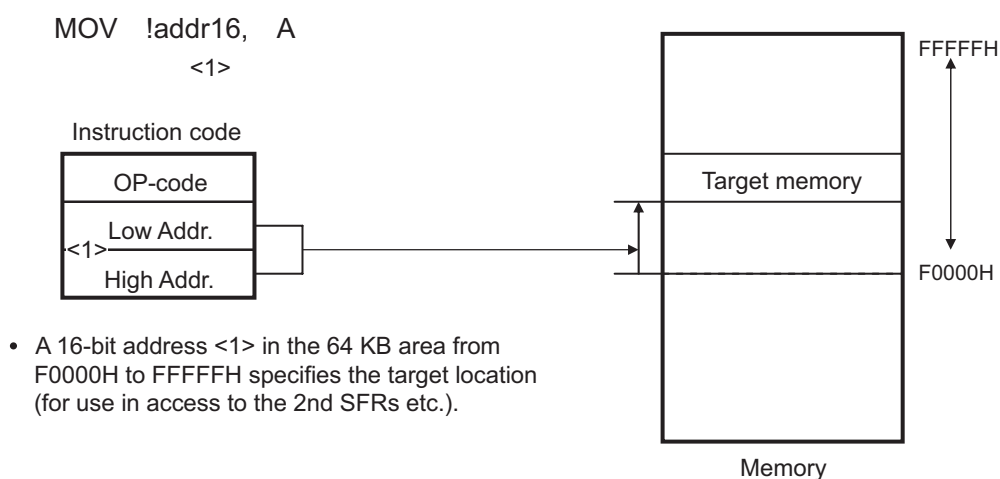 MOV !addr16, A
<1>
Instruction code
OP-code
Low Addr.
<1>
High Addr.
• A 16-bit address <1> in the 64 KB area from
F0000H to FFFFFH specifies the target location
(for use in access to the 2nd SFRs etc.).
FFFFFH
Target memory
F0000H
Memory